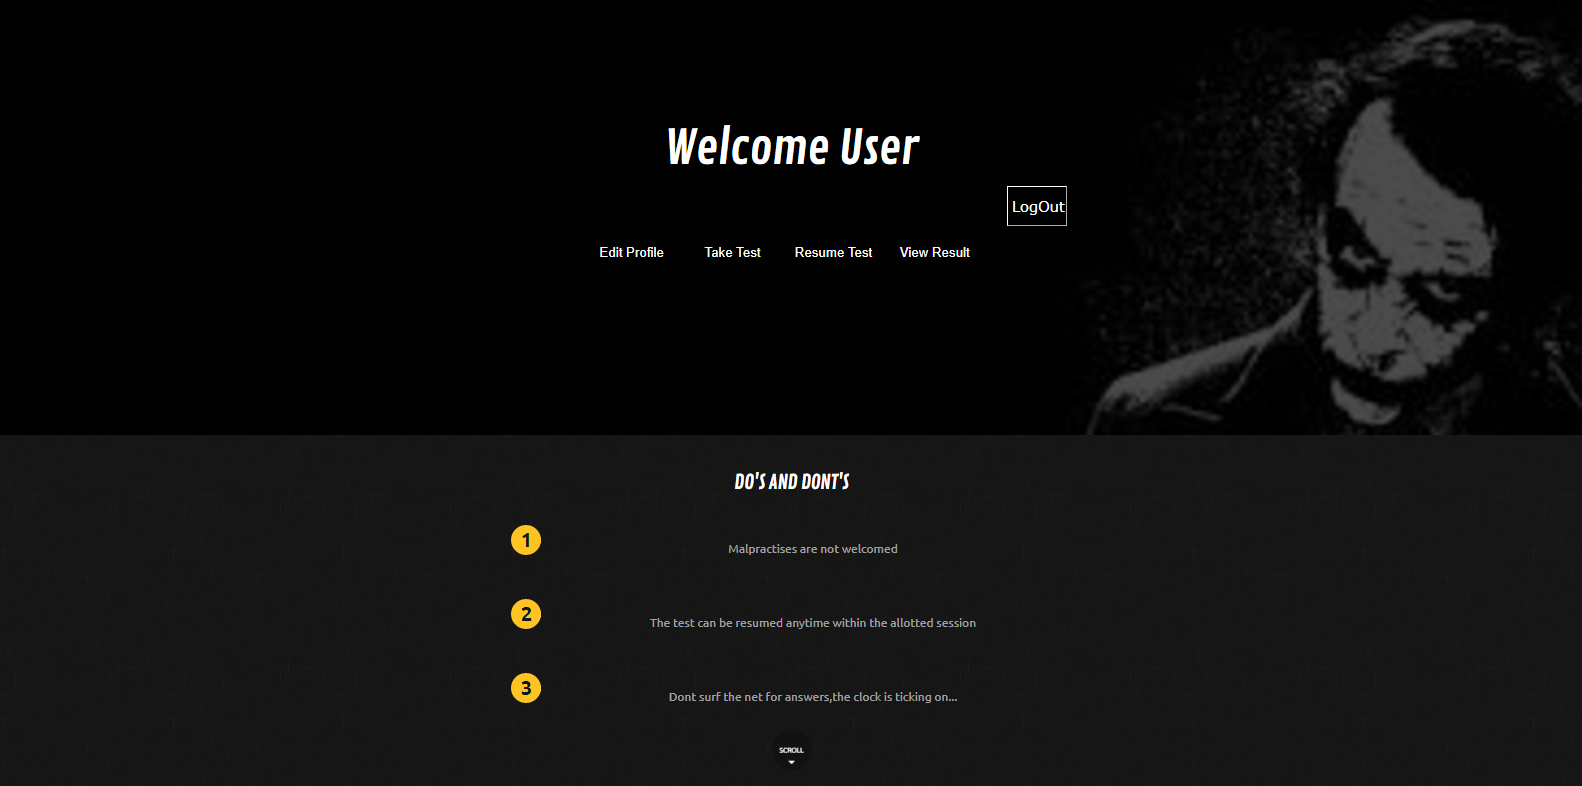 Welcome User
LogOut
Edit Profile Take Test Resume Test View Result
DO'S AND DONT'S
1 Malpractises are not welcomed
2 The test can be resumed anytime within the allotted session
3 Dont surf the net for answers,the clock is ticking on...
SCROLL